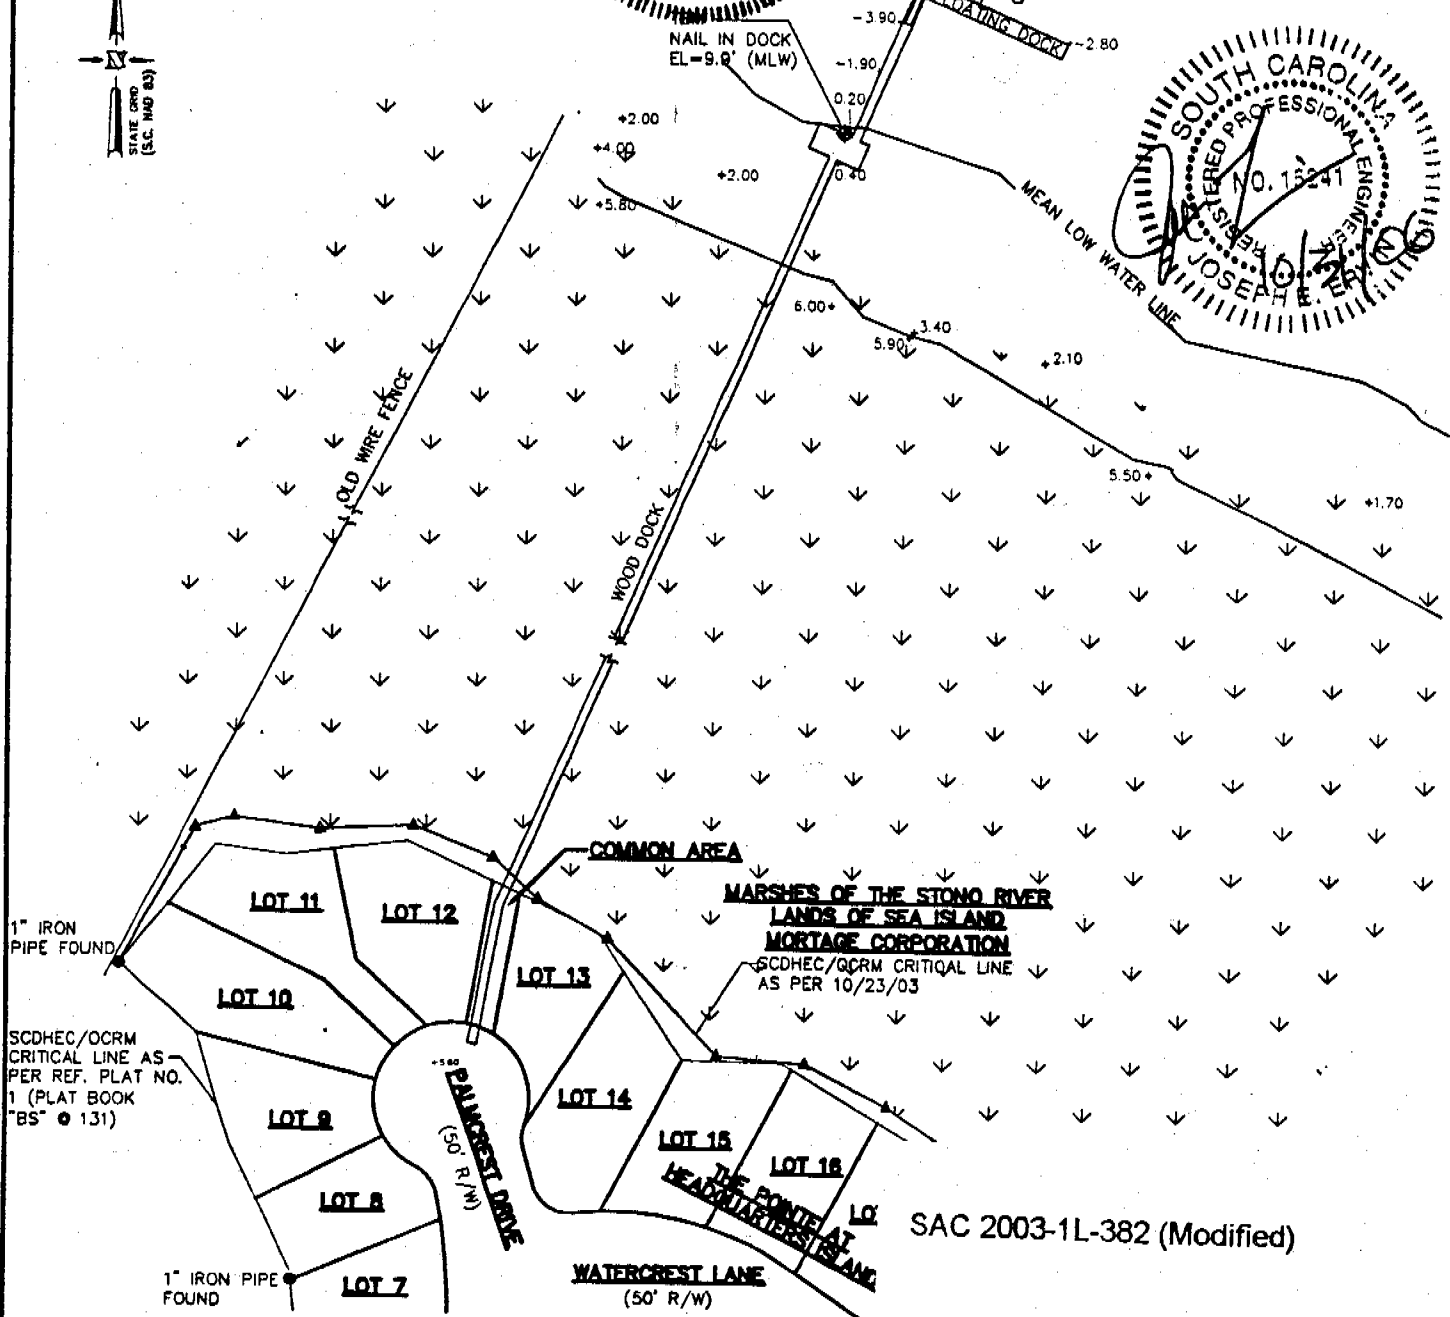 -3.90
FLOATING DOCK
-2.80
NAIL IN DOCK
EL=9.9' (MLW)
-1.90
0.20
0.40
STATE GRID
(S.C. NAD 83)
+2.00
+4.00
+2.00
+5.80
SOUTH CAROLINA
REGISTERED PROFESSIONAL ENGINEER
NO. 15241
JOSEPH E.
10/21/06
MEAN LOW WATER LINE
6.00+
3.40
5.90
+2.10
5.50+
+1.70
OLD WIRE FENCE
WOOD DOCK
COMMON AREA
MARSHES OF THE STONO RIVER
LANDS OF SEA ISLAND
MORTAGE CORPORATION
SCDHEC/OCRM CRITICAL LINE
AS PER 10/23/03
1" IRON
PIPE FOUND
LOT 11
LOT 12
LOT 13
LOT 10
SCDHEC/OCRM
CRITICAL LINE AS
PER REF. PLAT NO.
1 (PLAT BOOK
"BS" @ 131)
LOT 9
LOT 14
LOT 15
LOT 16
LOT 8
LOT 7
PALMCREST DRIVE
(50' R/W)
THE POINTE AT
HEADQUARTERS ISLAND
LO
SAC 2003-1L-382 (Modified)
1" IRON PIPE
FOUND
WATERCREST LANE
(50' R/W)